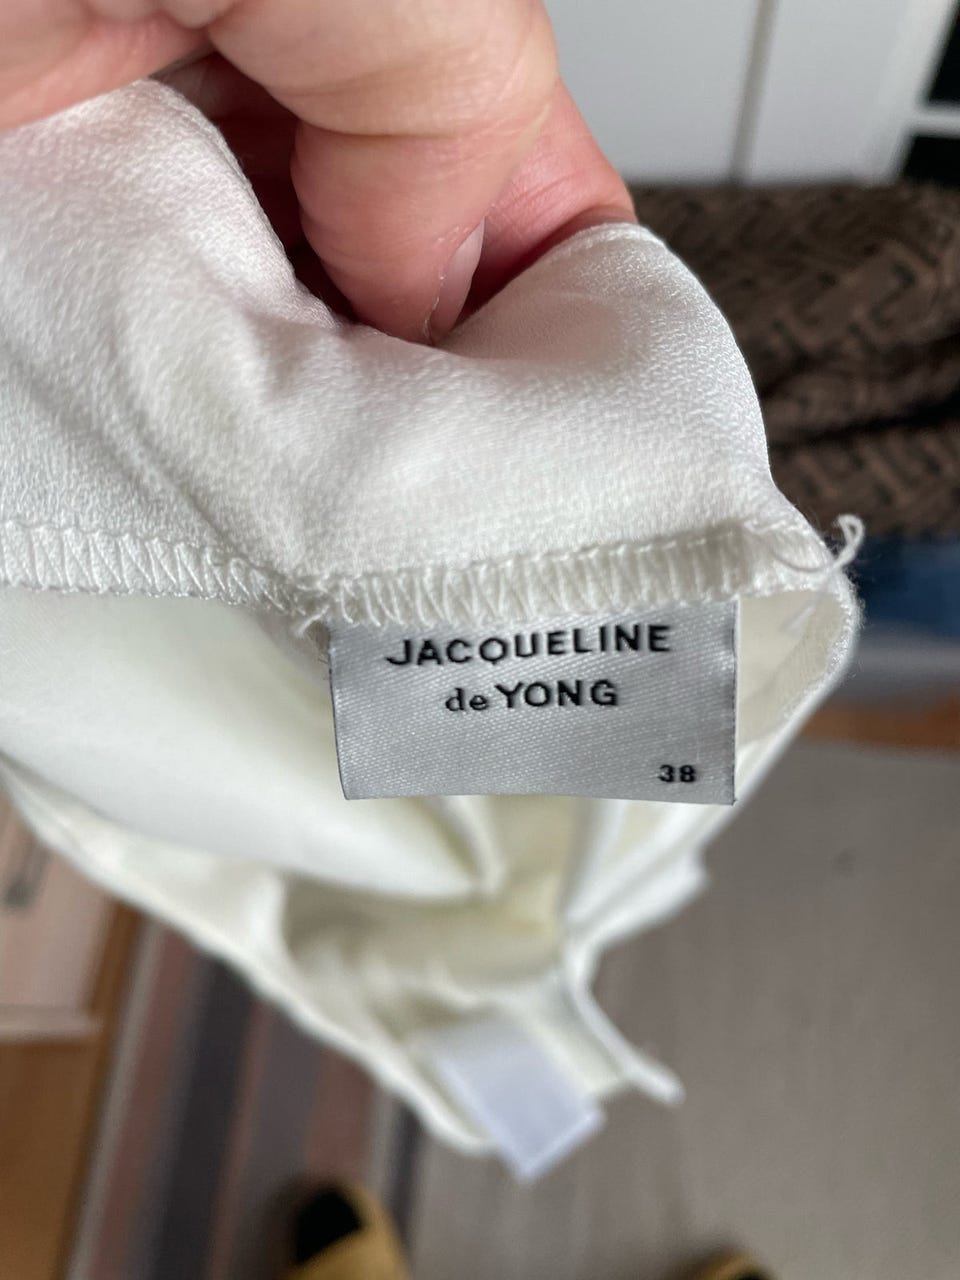 JACQUELINE
de YONG
38